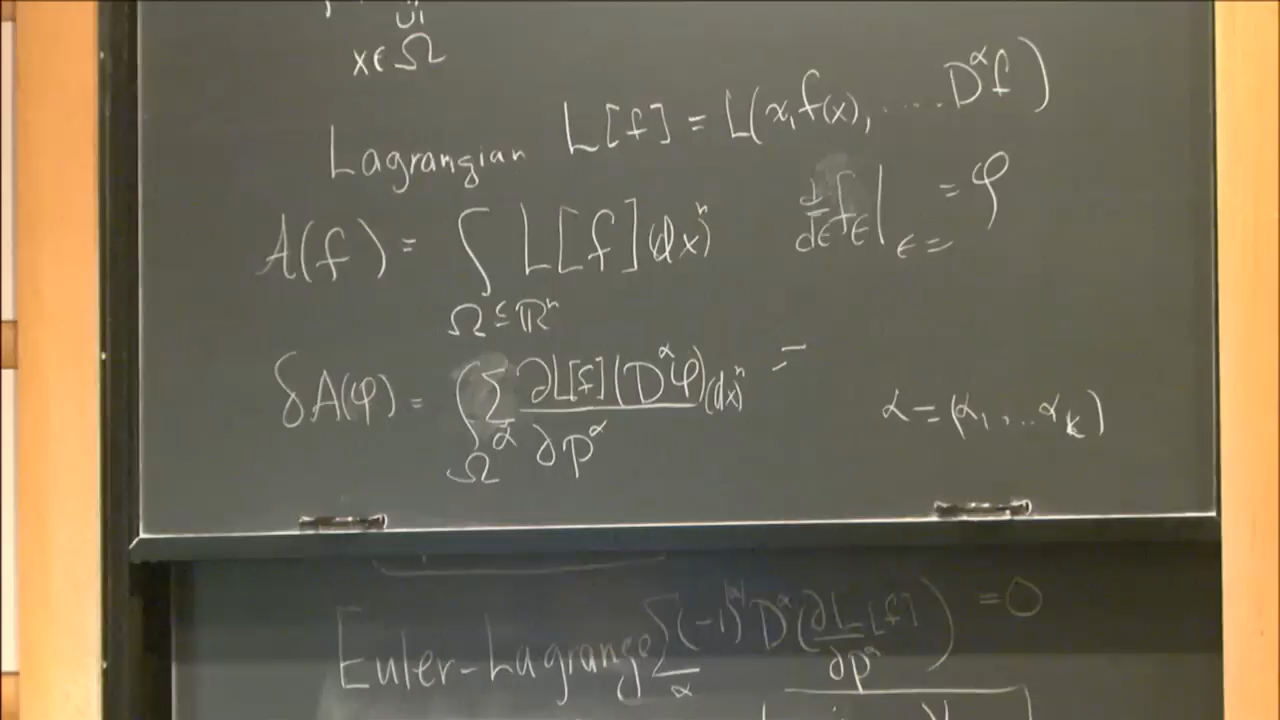 x ∈ Ω
Lagrangian L[f] = L(x, f(x), ..... D^α f)
A(f) = ∫_{Ω ⊆ ℝ^n} L[f] (dx)^n
d/dε f_ε |_{ε =} = φ
δA(φ) = ∫_Ω Σ_α ∂L[f](D^α φ)/∂p^α (dx)^n =
α = (α_1, ... α_k)
Euler-Lagrange Σ_α (-1)^{|α|} D^α (∂L/∂p^α [f]) = 0